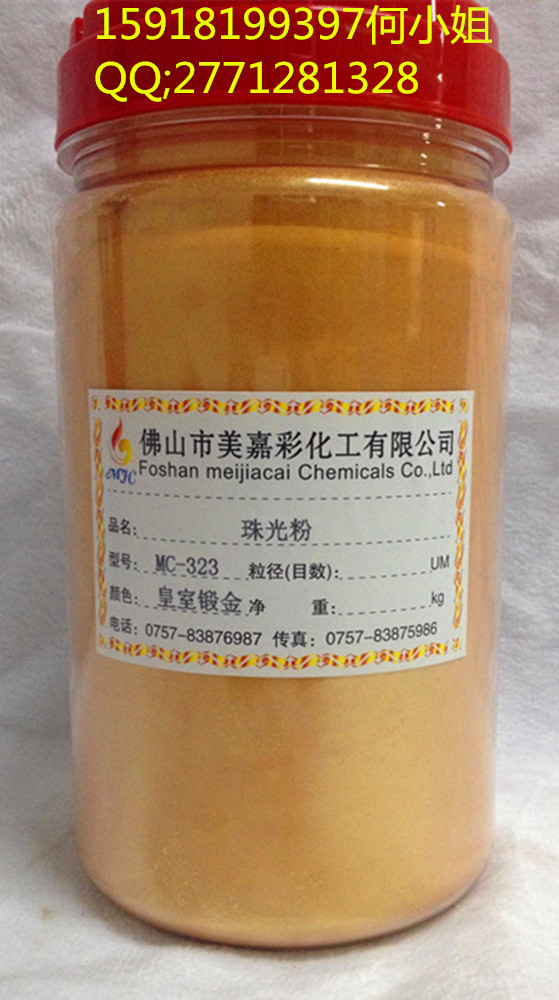 15918199397何小姐
QQ;2771281328
MJC
佛山市美嘉彩化工有限公司
Foshan meijiacai Chemicals Co.,Ltd
品名: 珠光粉
型号: MC-323 粒径(目数): UM
颜色: 皇室锻金 净 重: kg
电话: 0757-83876987 传真: 0757-83875986